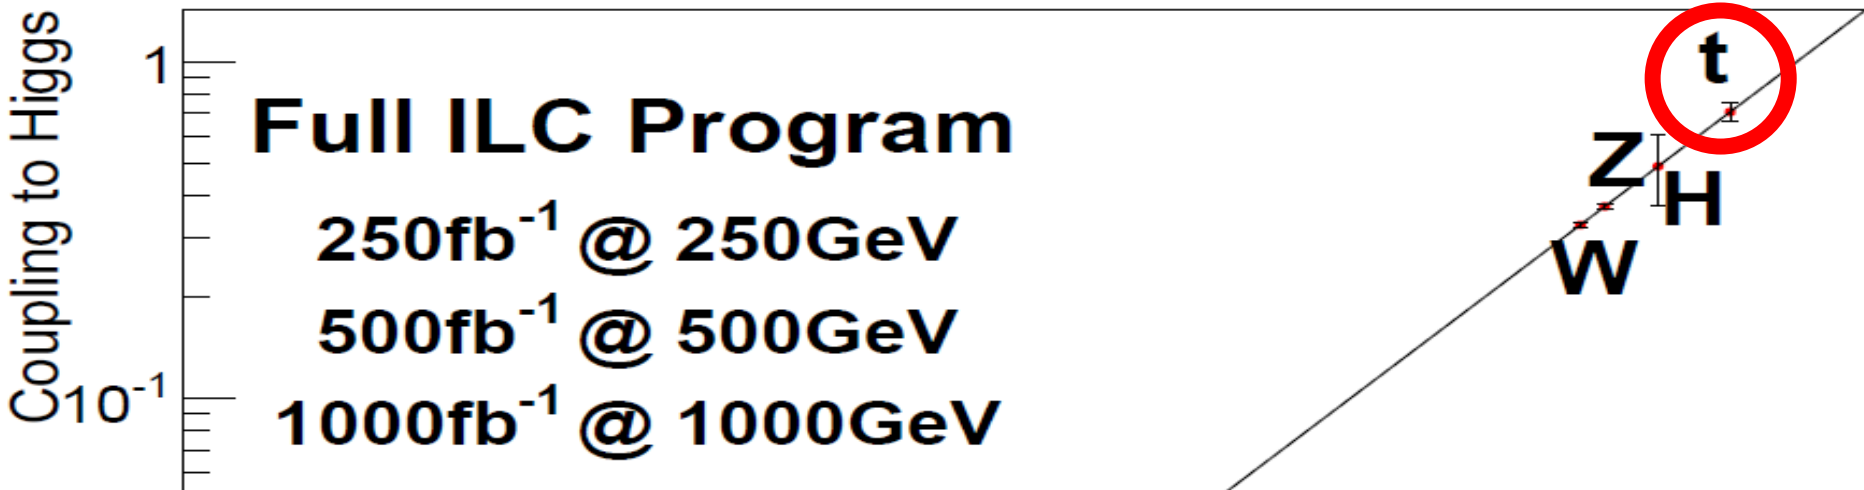 Coupling to Higgs
1
10⁻¹
Full ILC Program
250fb⁻¹ @ 250GeV
500fb⁻¹ @ 500GeV
1000fb⁻¹ @ 1000GeV
t
Z
H
W